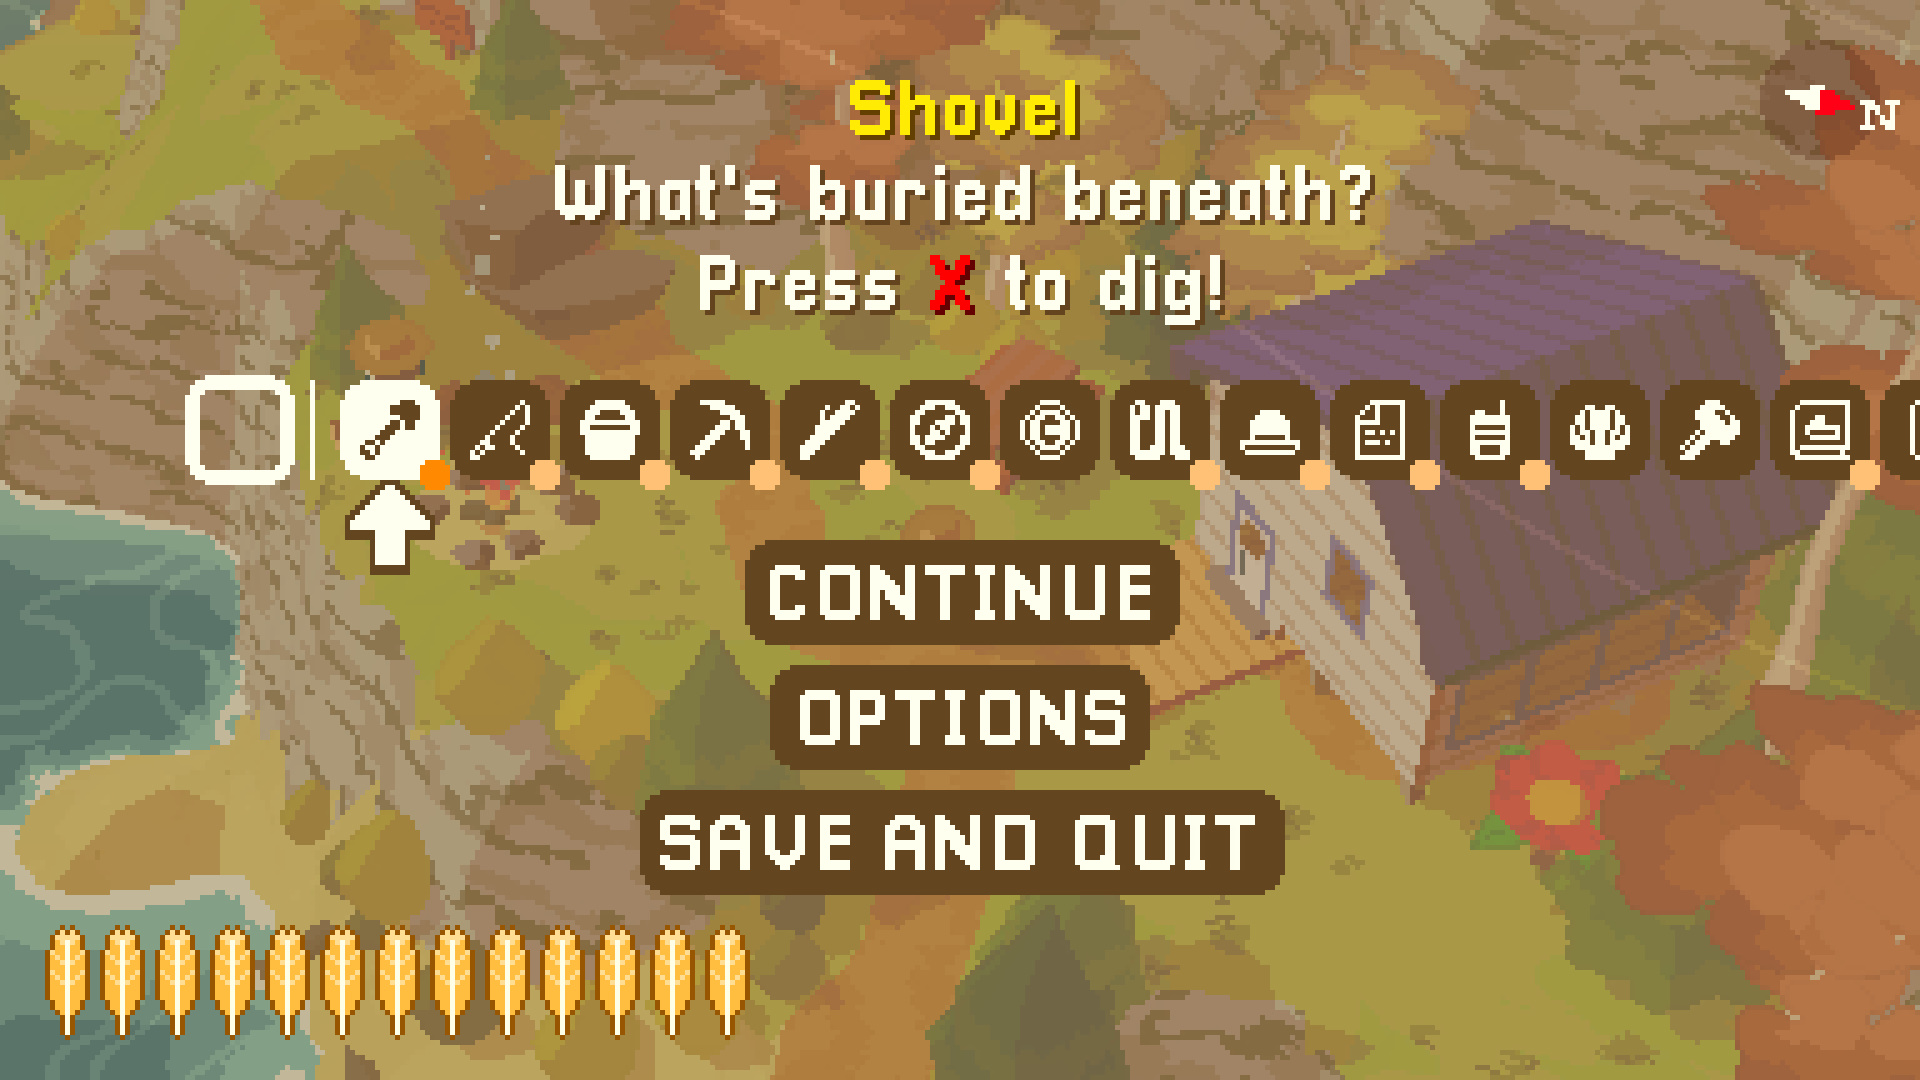 Shovel
N
What's buried beneath?
Press X to dig!
CONTINUE
OPTIONS
SAVE AND QUIT